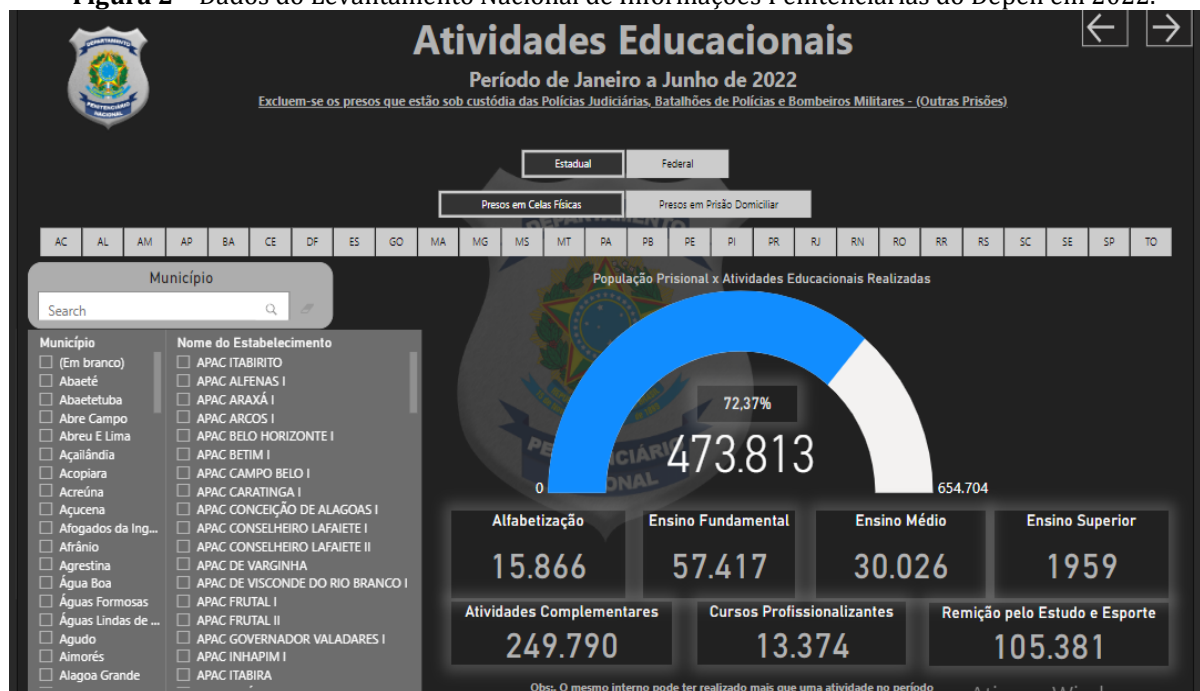 Figura 2 – Dados do Levantamento Nacional de Informações Penitenciárias do Depen em 2022.
DEPARTAMENTO
PENITENCIÁRIO
NACIONAL
Atividades Educacionais
Período de Janeiro a Junho de 2022
Excluem-se os presos que estão sob custódia das Polícias Judiciárias, Batalhões de Polícias e Bombeiros Militares - (Outras Prisões)
Estadual Federal
Presos em Celas Físicas Presos em Prisão Domiciliar
AC AL AM AP BA CE DF ES GO MA MG MS MT PA PB PE PI PR RJ RN RO RR RS SC SE SP TO
Município
Search
Município Nome do Estabelecimento
(Em branco) APAC ITABIRITO
Abaeté APAC ALFENAS I
Abaetetuba APAC ARAXÁ I
Abre Campo APAC ARCOS I
Abreu E Lima APAC BELO HORIZONTE I
Açailândia APAC BETIM I
Acopiara APAC CAMPO BELO I
Acreúna APAC CARATINGA I
Açucena APAC CONCEIÇÃO DE ALAGOAS I
Afogados da Ing... APAC CONSELHEIRO LAFAIETE I
Afrânio APAC CONSELHEIRO LAFAIETE II
Agrestina APAC DE VARGINHA
Água Boa APAC DE VISCONDE DO RIO BRANCO I
Águas Formosas APAC FRUTAL I
Águas Lindas de ... APAC FRUTAL II
Agudo APAC GOVERNADOR VALADARES I
Aimorés APAC INHAPIM I
Alagoa Grande APAC ITABIRA
População Prisional x Atividades Educacionais Realizadas
72,37%
473.813
0 654.704
Alfabetização Ensino Fundamental Ensino Médio Ensino Superior
15.866 57.417 30.026 1959
Atividades Complementares Cursos Profissionalizantes Remição pelo Estudo e Esporte
249.790 13.374 105.381
Obs:. O mesmo interno pode ter realizado mais que uma atividade no período